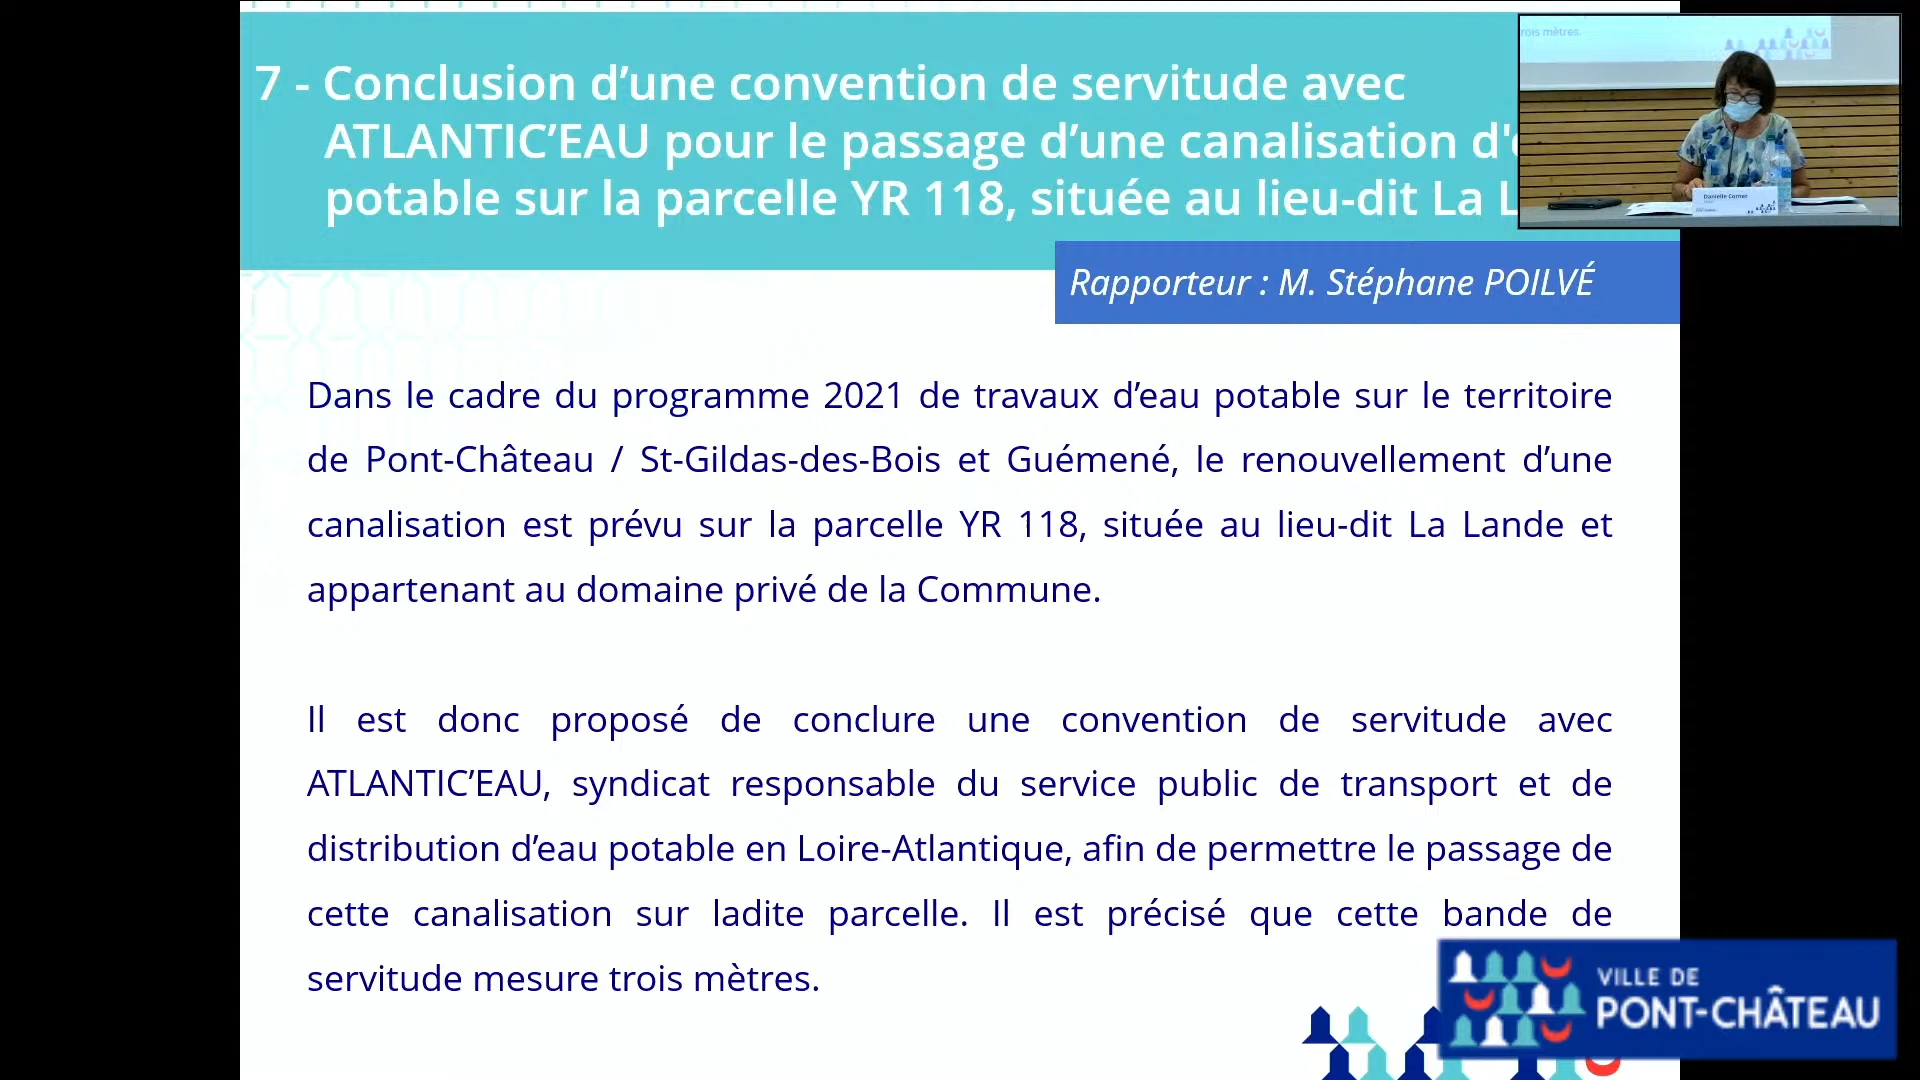 7 - Conclusion d’une convention de servitude avec
ATLANTIC’EAU pour le passage d’une canalisation
potable sur la parcelle YR 118, située au lieu-dit La
Rapporteur : M. Stéphane POILVÉ
Dans le cadre du programme 2021 de travaux d’eau potable sur le territoire
de Pont-Château / St-Gildas-des-Bois et Guémené, le renouvellement d’une
canalisation est prévu sur la parcelle YR 118, située au lieu-dit La Lande et
appartenant au domaine privé de la Commune.
Il est donc proposé de conclure une convention de servitude avec
ATLANTIC’EAU, syndicat responsable du service public de transport et de
distribution d’eau potable en Loire-Atlantique, afin de permettre le passage de
cette canalisation sur ladite parcelle. Il est précisé que cette bande de
servitude mesure trois mètres.
trois mètres.
Danielle Cornet
VILLE DE
PONT-CHÂTEAU